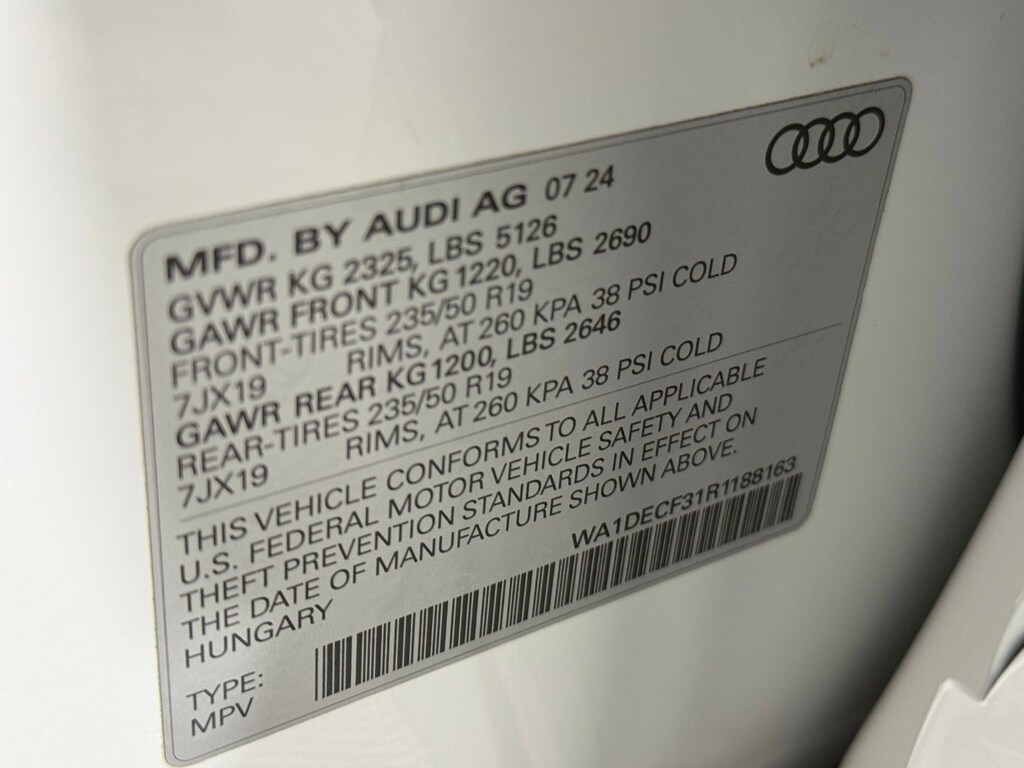 MFD. BY AUDI AG 07 24
GVWR KG 2325, LBS 5126
GAWR FRONT KG 1220, LBS 2690
FRONT-TIRES 235/50 R19
7JX19 RIMS, AT 260 KPA 38 PSI COLD
GAWR REAR KG 1200, LBS 2646
REAR-TIRES 235/50 R19
7JX19 RIMS, AT 260 KPA 38 PSI COLD
THIS VEHICLE CONFORMS TO ALL APPLICABLE
U.S. FEDERAL MOTOR VEHICLE SAFETY AND
THEFT PREVENTION STANDARDS IN EFFECT ON
THE DATE OF MANUFACTURE SHOWN ABOVE.
HUNGARY
WA1DECF31R1188163
TYPE:
MPV